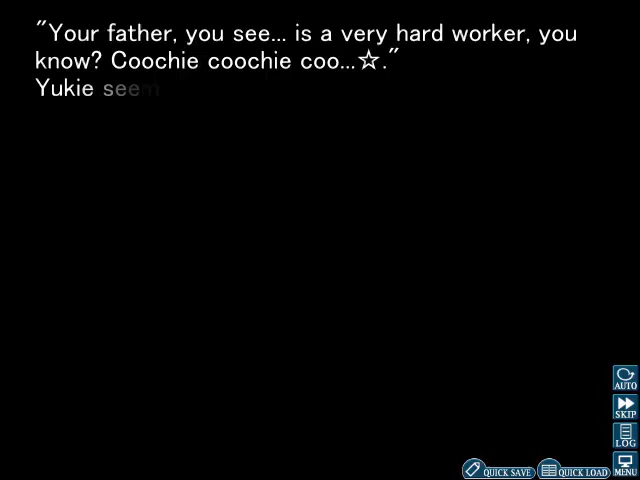 "Your father, you see... is a very hard worker, you
know? Coochie coochie coo...☆."
Yukie seem
AUTO
SKIP
LOG
MENU
QUICK SAVE
QUICK LOAD